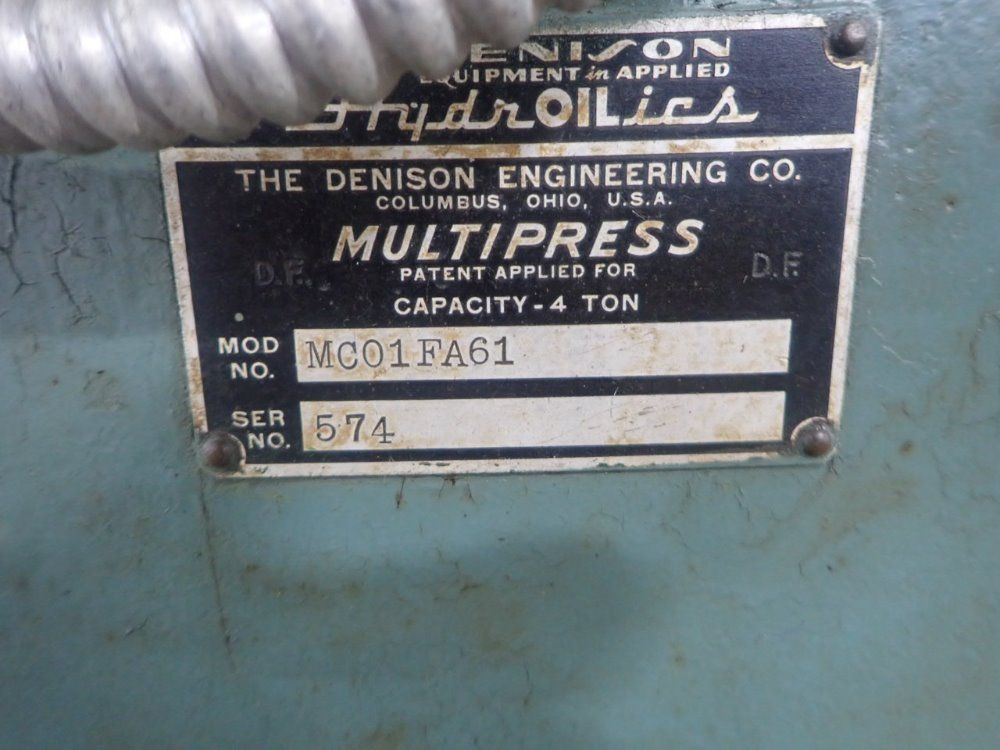 DENISON
EQUIPMENT in APPLIED
HydrOILics
THE DENISON ENGINEERING CO.
COLUMBUS, OHIO, U.S.A.
MULTIPRESS
D.F. D.F.
PATENT APPLIED FOR
CAPACITY - 4 TON
MOD NO. MC01FA61
SER NO. 574